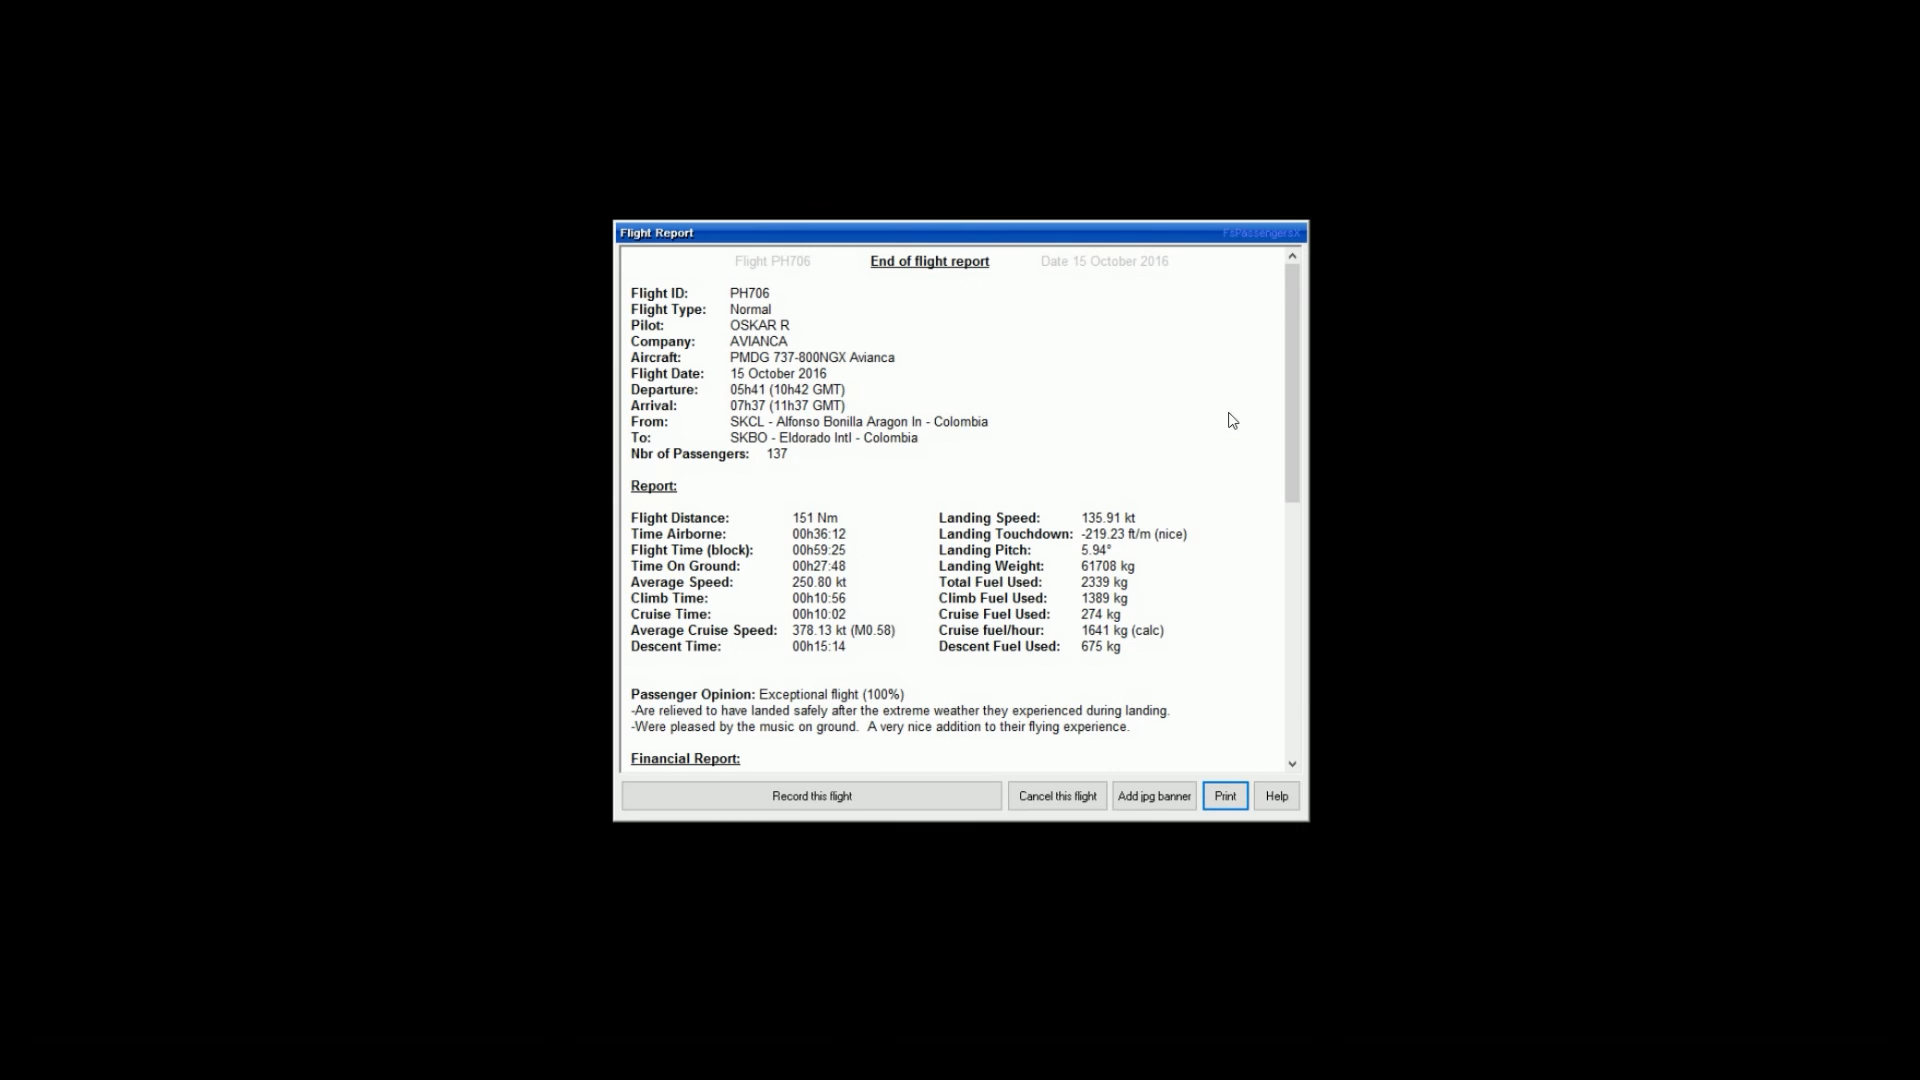 Flight Report FsPassengersX
Flight PH706 End of flight report Date 15 October 2016
Flight ID: PH706
Flight Type: Normal
Pilot: OSKAR R
Company: AVIANCA
Aircraft: PMDG 737-800NGX Avianca
Flight Date: 15 October 2016
Departure: 05h41 (10h42 GMT)
Arrival: 07h37 (11h37 GMT)
From: SKCL - Alfonso Bonilla Aragon In - Colombia
To: SKBO - Eldorado Intl - Colombia
Nbr of Passengers: 137
Report:
Flight Distance: 151 Nm Landing Speed: 135.91 kt
Time Airborne: 00h36:12 Landing Touchdown: -219.23 ft/m (nice)
Flight Time (block): 00h59:25 Landing Pitch: 5.94°
Time On Ground: 00h27:48 Landing Weight: 61708 kg
Average Speed: 250.80 kt Total Fuel Used: 2339 kg
Climb Time: 00h10:56 Climb Fuel Used: 1389 kg
Cruise Time: 00h10:02 Cruise Fuel Used: 274 kg
Average Cruise Speed: 378.13 kt (M0.58) Cruise fuel/hour: 1641 kg (calc)
Descent Time: 00h15:14 Descent Fuel Used: 675 kg
Passenger Opinion: Exceptional flight (100%)
-Are relieved to have landed safely after the extreme weather they experienced during landing.
-Were pleased by the music on ground. A very nice addition to their flying experience.
Financial Report:
Record this flight Cancel this flight Add jpg banner Print Help